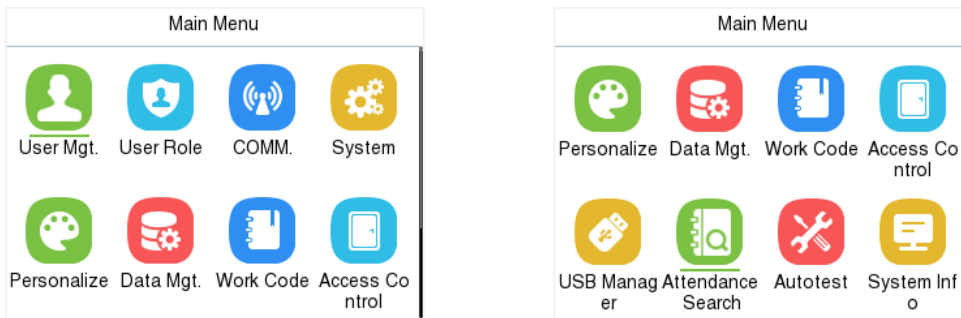 Main Menu
User Mgt. User Role COMM. System
Personalize Data Mgt. Work Code Access Co
ntrol
Main Menu
Personalize Data Mgt. Work Code Access Co
ntrol
USB Manag Attendance Autotest System Inf
er Search o